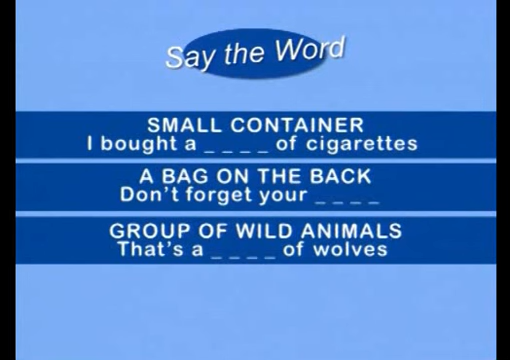 Say the Word
SMALL CONTAINER
I bought a _ _ _ _ of cigarettes
A BAG ON THE BACK
Don't forget your _ _ _ _
GROUP OF WILD ANIMALS
That's a _ _ _ _ of wolves